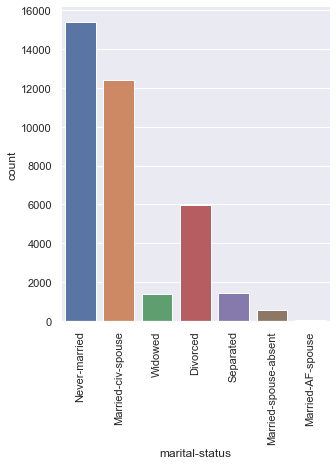 16000
14000
12000
10000
8000
6000
4000
2000
0
count
Never-married
Married-civ-spouse
Widowed
Divorced
Separated
Married-spouse-absent
Married-AF-spouse
marital-status